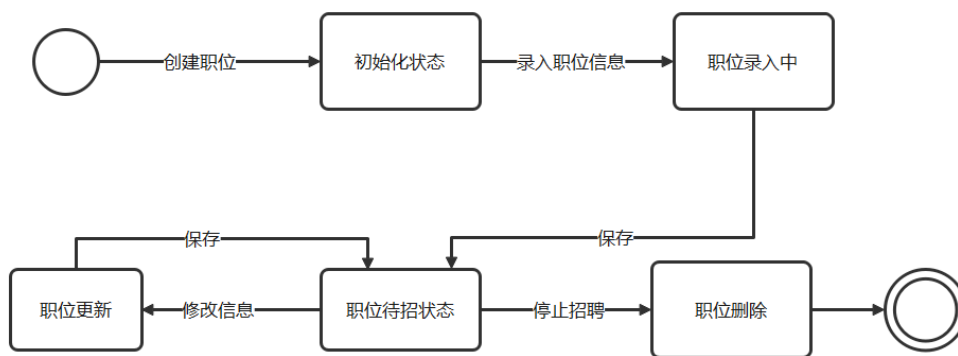 创建职位
初始化状态
录入职位信息
职位录入中
保存
保存
职位更新
修改信息
职位待招状态
停止招聘
职位删除